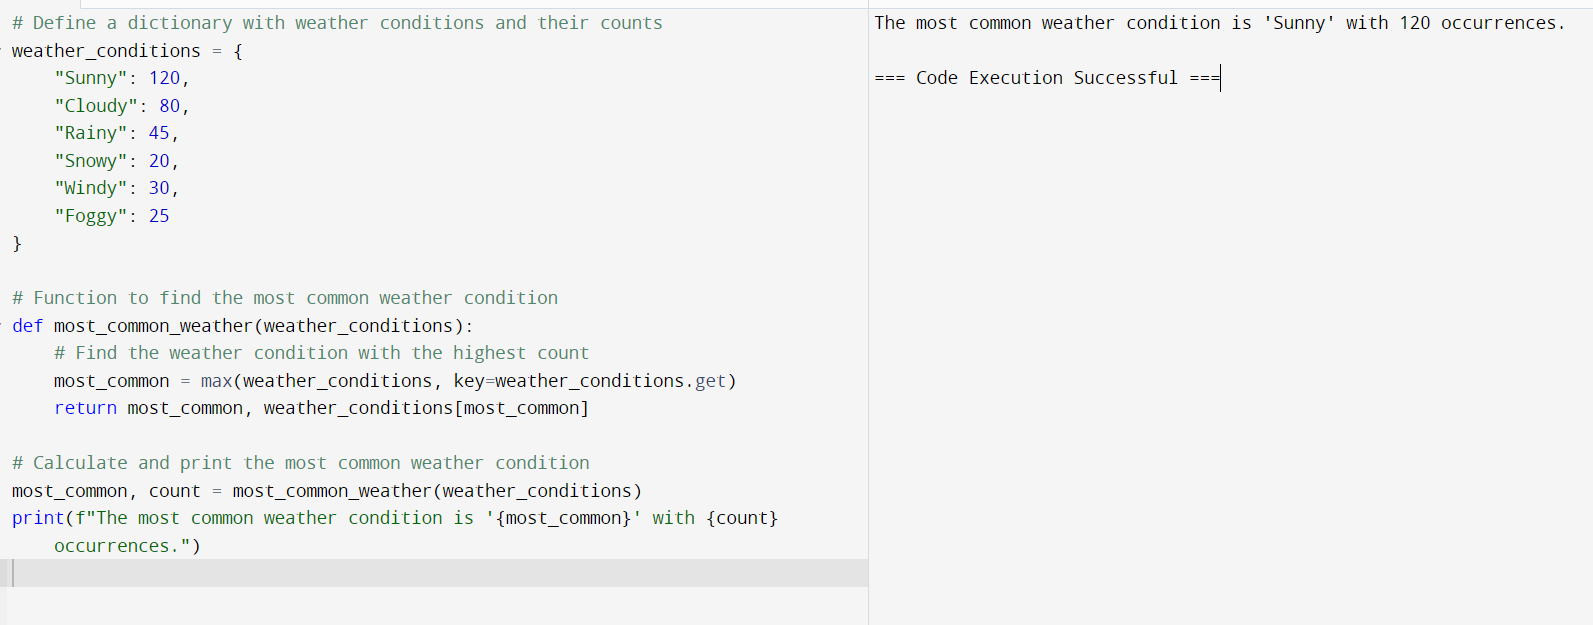 # Define a dictionary with weather conditions and their counts
weather_conditions = {
    "Sunny": 120,
    "Cloudy": 80,
    "Rainy": 45,
    "Snowy": 20,
    "Windy": 30,
    "Foggy": 25
}

# Function to find the most common weather condition
def most_common_weather(weather_conditions):
    # Find the weather condition with the highest count
    most_common = max(weather_conditions, key=weather_conditions.get)
    return most_common, weather_conditions[most_common]

# Calculate and print the most common weather condition
most_common, count = most_common_weather(weather_conditions)
print(f"The most common weather condition is '{most_common}' with {count}
    occurrences.")
The most common weather condition is 'Sunny' with 120 occurrences.

=== Code Execution Successful ===